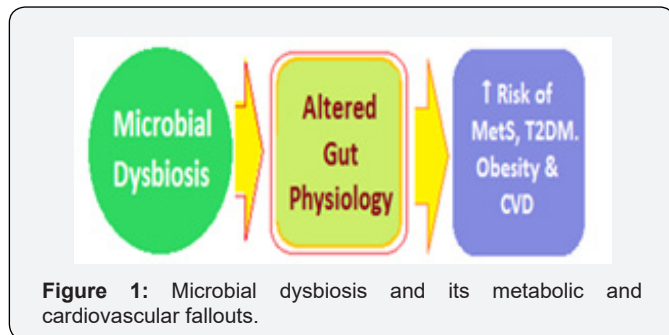 Microbial
Dysbiosis
Altered
Gut
Physiology
↑ Risk of
MetS, T2DM.
Obesity &
CVD
Figure 1: Microbial dysbiosis and its metabolic and
cardiovascular fallouts.